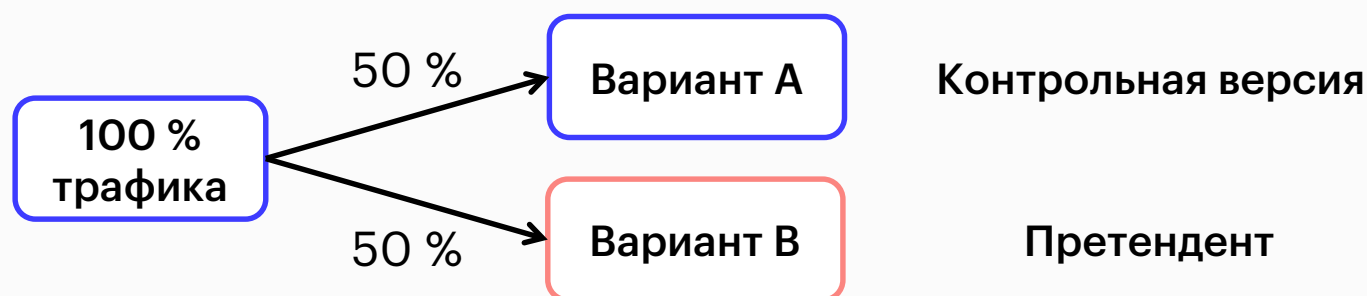 50 %
Вариант A
Контрольная версия
100 %
трафика
50 %
Вариант B
Претендент